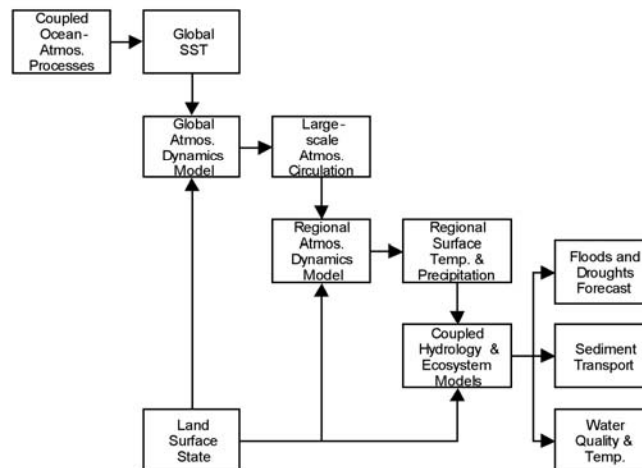 Coupled
Ocean-
Atmos.
Processes
Global
SST
Global
Atmos.
Dynamics
Model
Large-
scale
Atmos.
Circulation
Regional
Atmos.
Dynamics
Model
Regional
Surface
Temp. &
Precipitation
Floods and
Droughts
Forecast
Coupled
Hydrology &
Ecosystem
Models
Sediment
Transport
Land
Surface
State
Water
Quality &
Temp.